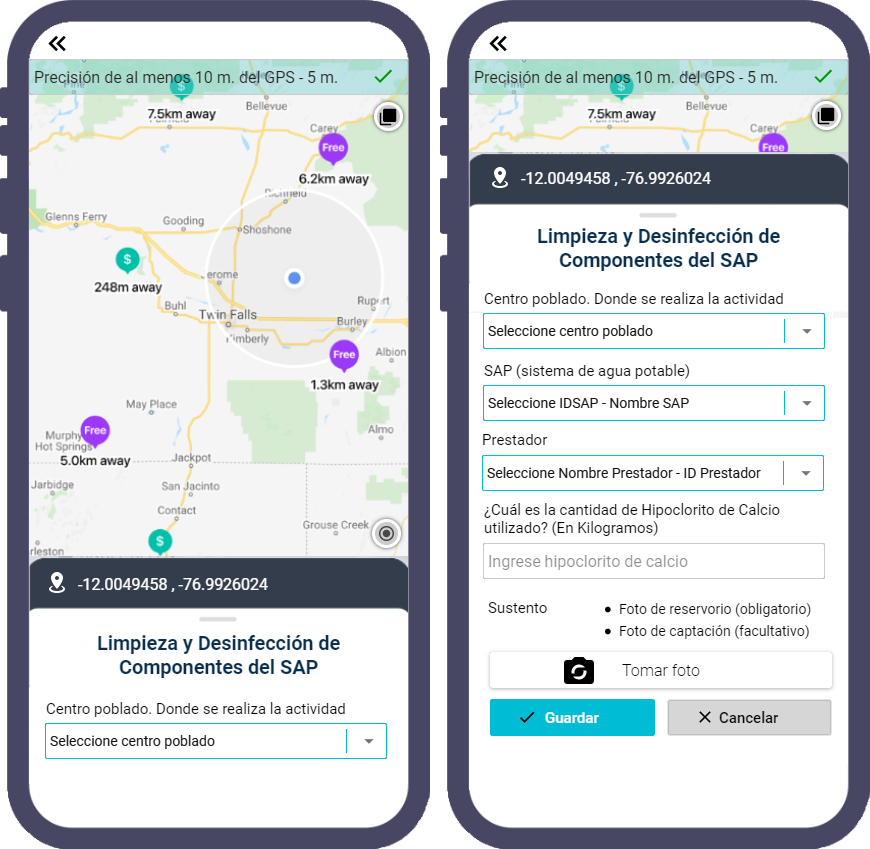 Precisión de al menos 10 m. del GPS - 5 m.
$
7.5km away
Bellevue
Carey
Free
6.2km away
Richfield
Glenns Ferry
Gooding
Shoshone
$
248m away
Jerome
Buhl
Rupert
Twin Falls
Burley
Kimberly
Free
Albion
1.3km away
May Place
Free
Almo
Murphy
Hot Springs
5.0km away
Jackpot
Jarbidge
San Jacinto
Contact
Grouse Creek
$
rleston
-12.0049458 , -76.9926024
Limpieza y Desinfección de
Componentes del SAP
Centro poblado. Donde se realiza la actividad
Seleccione centro poblado
Precisión de al menos 10 m. del GPS - 5 m.
$
7.5km away
Bellevue
Carey
Free
-12.0049458 , -76.9926024
Limpieza y Desinfección de
Componentes del SAP
Centro poblado. Donde se realiza la actividad
Seleccione centro poblado
SAP (sistema de agua potable)
Seleccione IDSAP - Nombre SAP
Prestador
Seleccione Nombre Prestador - ID Prestador
¿Cuál es la cantidad de Hipoclorito de Calcio
utilizado? (En Kilogramos)
Ingrese hipoclorito de calcio
Sustento
• Foto de reservorio (obligatorio)
• Foto de captación (facultativo)
Tomar foto
Guardar
Cancelar